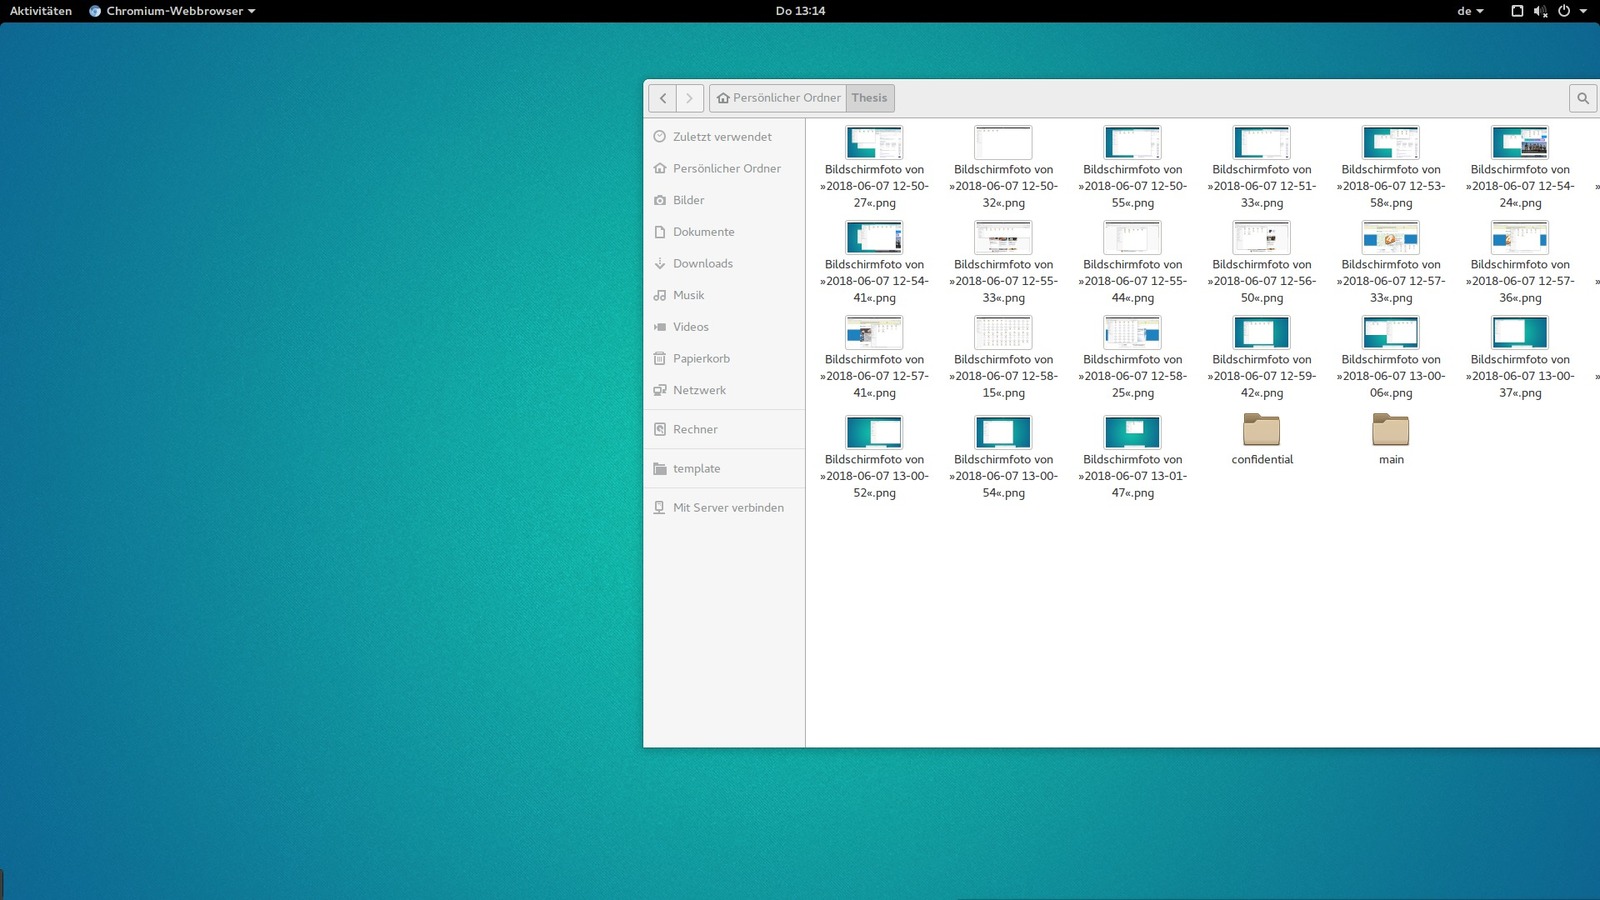 Aktivitäten Chromium-Webbrowser Do 13:14 de
Persönlicher Ordner Thesis
Zuletzt verwendet
Persönlicher Ordner
Bilder
Dokumente
Downloads
Musik
Videos
Papierkorb
Netzwerk
Rechner
template
Mit Server verbinden
Bildschirmfoto von Bildschirmfoto von Bildschirmfoto von Bildschirmfoto von Bildschirmfoto von Bildschirmfoto von
»2018-06-07 12-50- »2018-06-07 12-50- »2018-06-07 12-50- »2018-06-07 12-51- »2018-06-07 12-53- »2018-06-07 12-54- »
27«.png 32«.png 55«.png 33«.png 58«.png 24«.png
Bildschirmfoto von Bildschirmfoto von Bildschirmfoto von Bildschirmfoto von Bildschirmfoto von Bildschirmfoto von
»2018-06-07 12-54- »2018-06-07 12-55- »2018-06-07 12-55- »2018-06-07 12-56- »2018-06-07 12-57- »2018-06-07 12-57- »
41«.png 33«.png 44«.png 50«.png 33«.png 36«.png
Bildschirmfoto von Bildschirmfoto von Bildschirmfoto von Bildschirmfoto von Bildschirmfoto von Bildschirmfoto von
»2018-06-07 12-57- »2018-06-07 12-58- »2018-06-07 12-58- »2018-06-07 12-59- »2018-06-07 13-00- »2018-06-07 13-00- »
41«.png 15«.png 25«.png 42«.png 06«.png 37«.png
Bildschirmfoto von Bildschirmfoto von Bildschirmfoto von confidential main
»2018-06-07 13-00- »2018-06-07 13-00- »2018-06-07 13-01-
52«.png 54«.png 47«.png